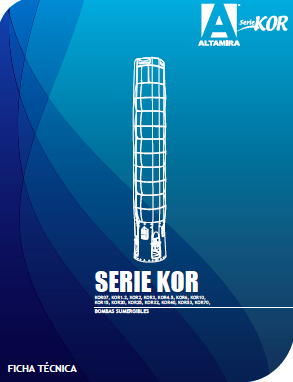 ALTAMIRA
Serie KOR
SERIE KOR
KOR07, KOR1.2, KOR2, KOR3, KOR4.5, KOR6, KOR10,
KOR15, KOR20, KOR25, KOR32, KOR40, KOR53, KOR70,
BOMBAS SUMERGIBLES
FICHA TÉCNICA